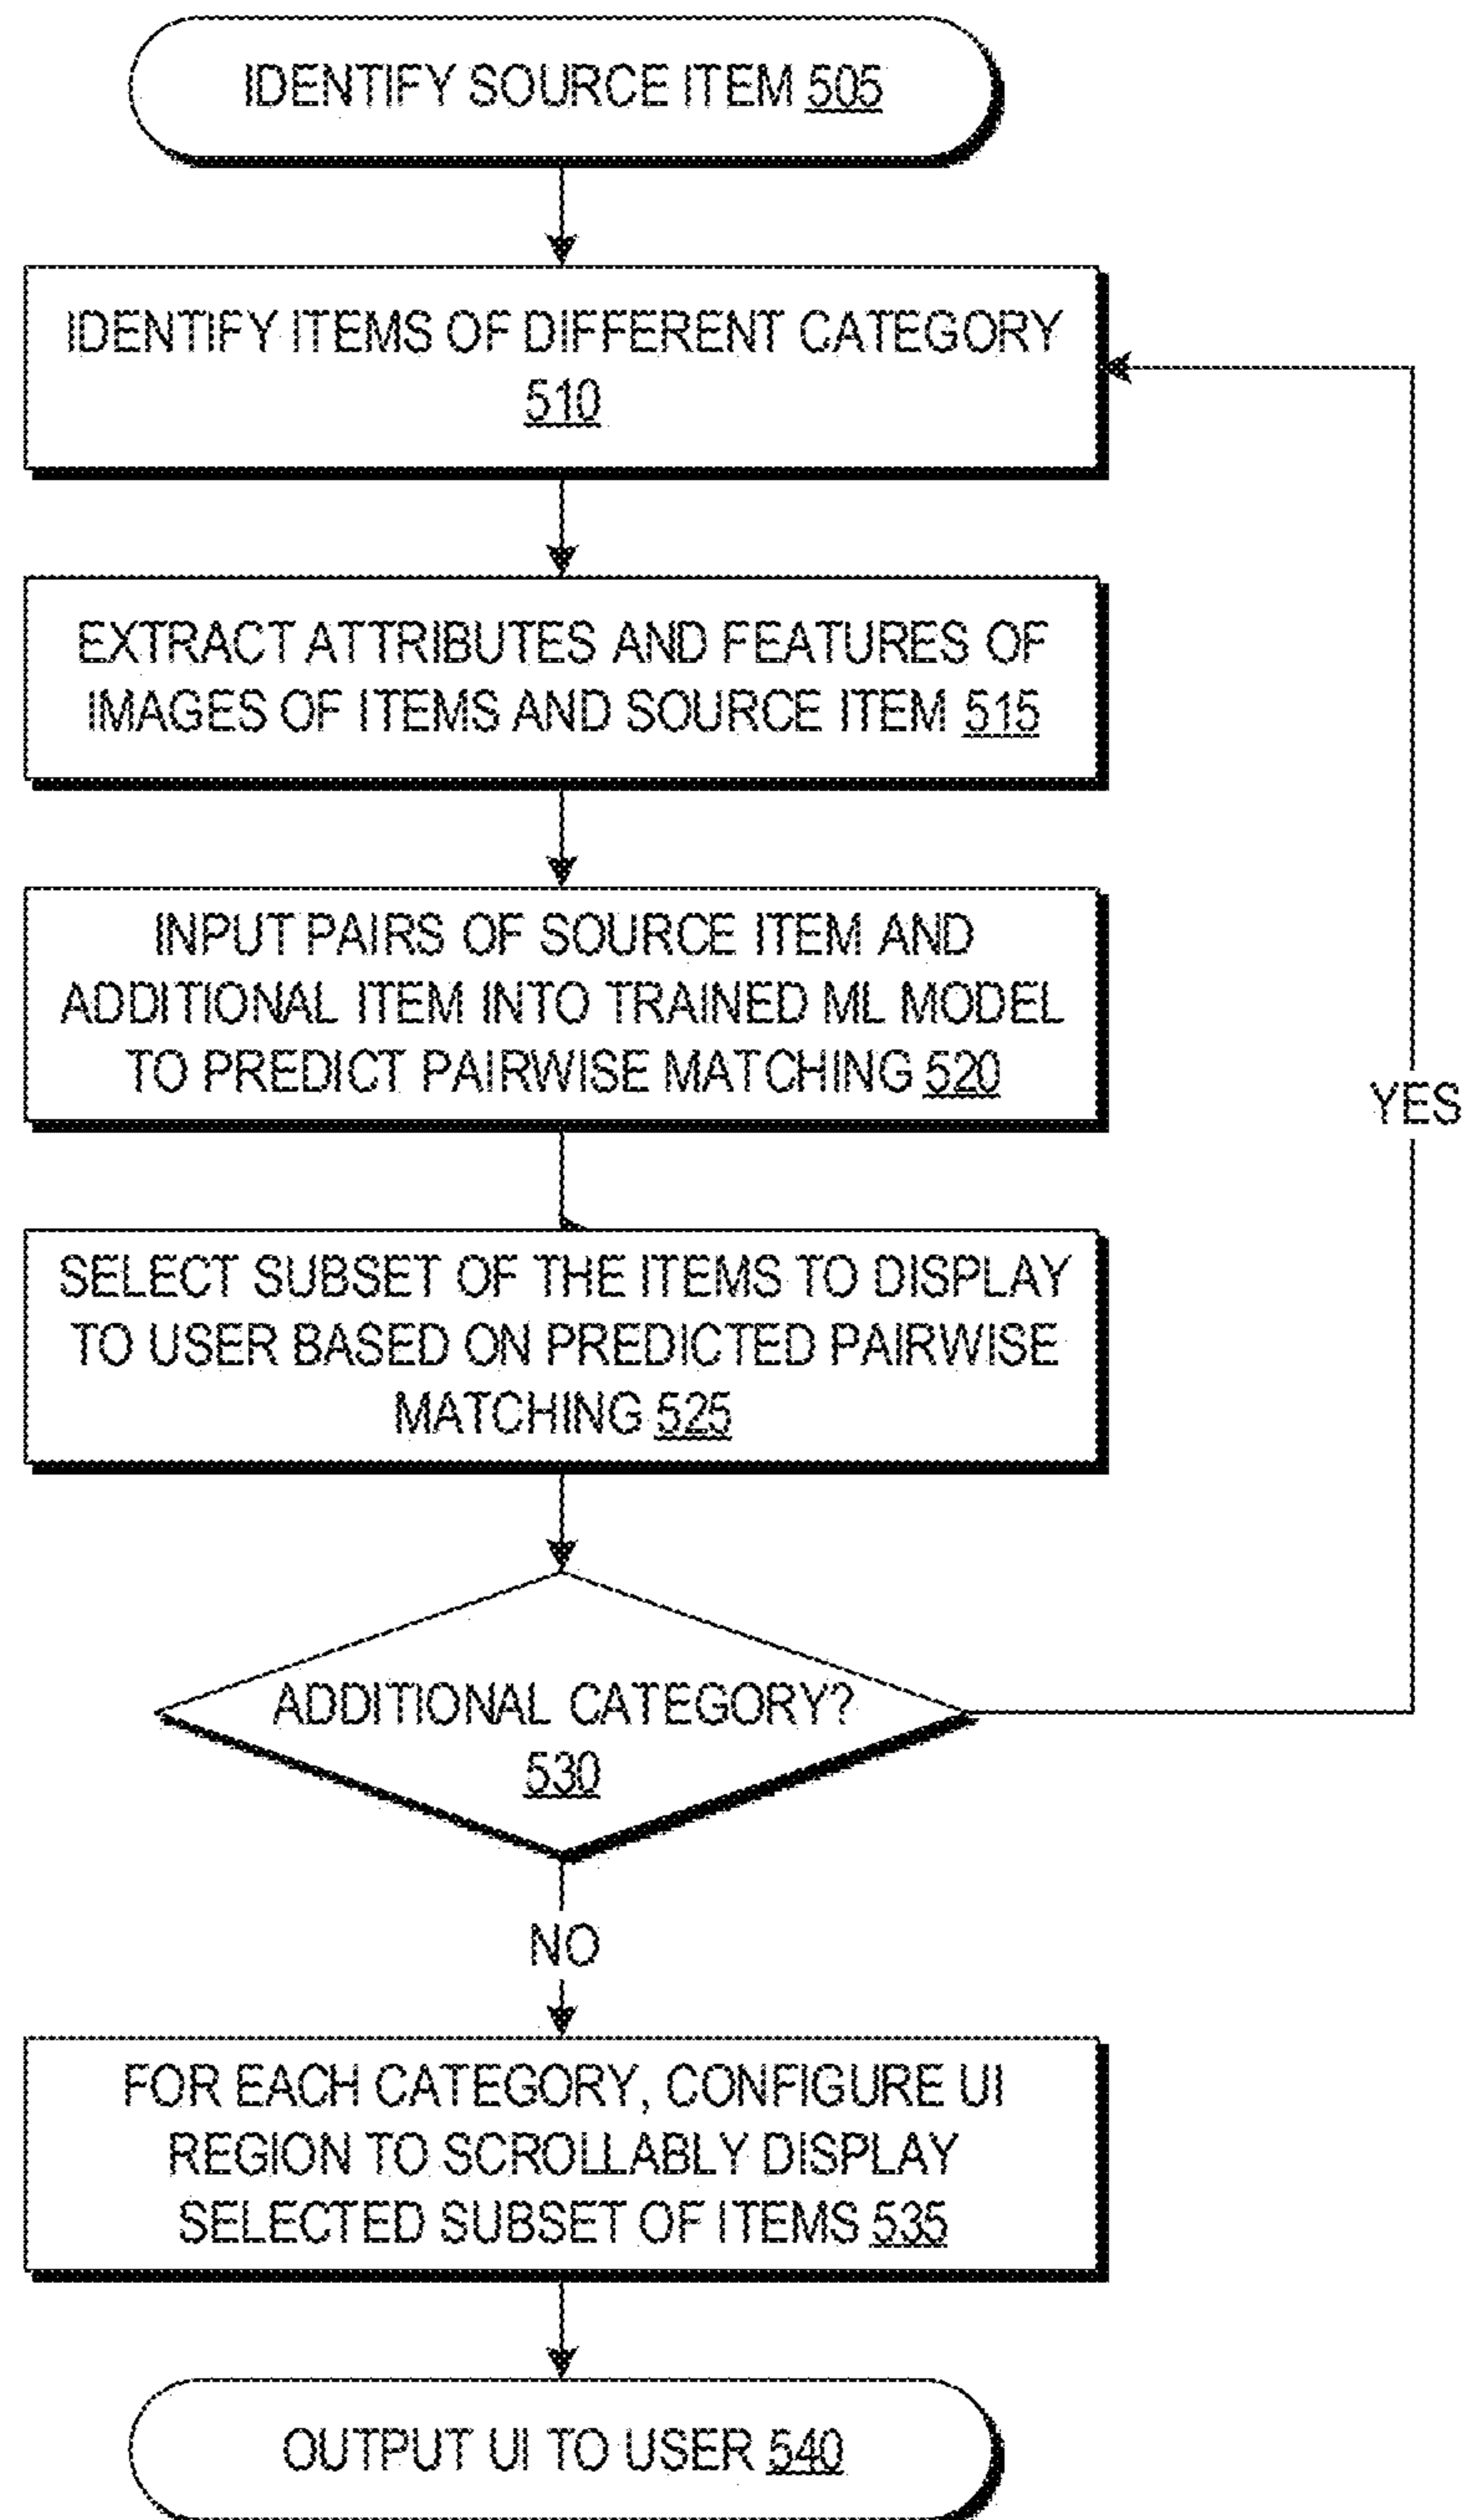 IDENTIFY SOURCE ITEM 505
IDENTIFY ITEMS OF DIFFERENT CATEGORY
510
EXTRACT ATTRIBUTES AND FEATURES OF
IMAGES OF ITEMS AND SOURCE ITEM 515
INPUT PAIRS OF SOURCE ITEM AND
ADDITIONAL ITEM INTO TRAINED ML MODEL
TO PREDICT PAIRWISE MATCHING 520
YES
SELECT SUBSET OF THE ITEMS TO DISPLAY
TO USER BASED ON PREDICTED PAIRWISE
MATCHING 525
ADDITIONAL CATEGORY?
530
NO
FOR EACH CATEGORY, CONFIGURE UI
REGION TO SCROLLABLY DISPLAY
SELECTED SUBSET OF ITEMS 535
OUTPUT UI TO USER 540